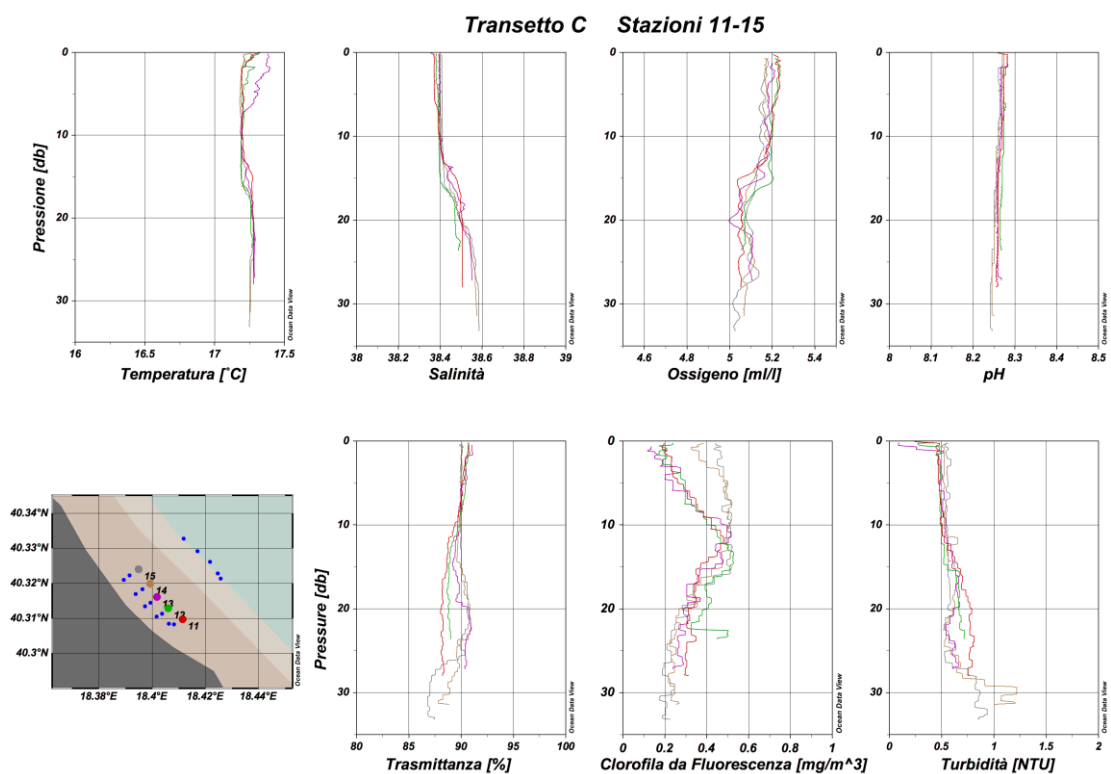 Transetto C Stazioni 11-15
0
10
20
30
Pressione [db]
16 16.5 17 17.5
Temperatura [˚C]
Ocean Data View
0
10
20
30
38 38.2 38.4 38.6 38.8 39
Salinità
Ocean Data View
0
10
20
30
4.6 4.8 5 5.2 5.4
Ossigeno [ml/l]
Ocean Data View
0
10
20
30
8 8.1 8.2 8.3 8.4 8.5
pH
Ocean Data View
40.34°N
40.33°N
40.32°N
40.31°N
40.3°N
15
14
13
12
11
18.38°E 18.4°E 18.42°E 18.44°E
Ocean Data View
Pressure [db]
0
10
20
30
80 85 90 95 100
Trasmittanza [%]
Ocean Data View
0
10
20
30
0 0.2 0.4 0.6 0.8 1
Clorofila da Fluorescenza [mg/m^3]
Ocean Data View
0
10
20
30
0 0.5 1 1.5 2
Turbidità [NTU]
Ocean Data View